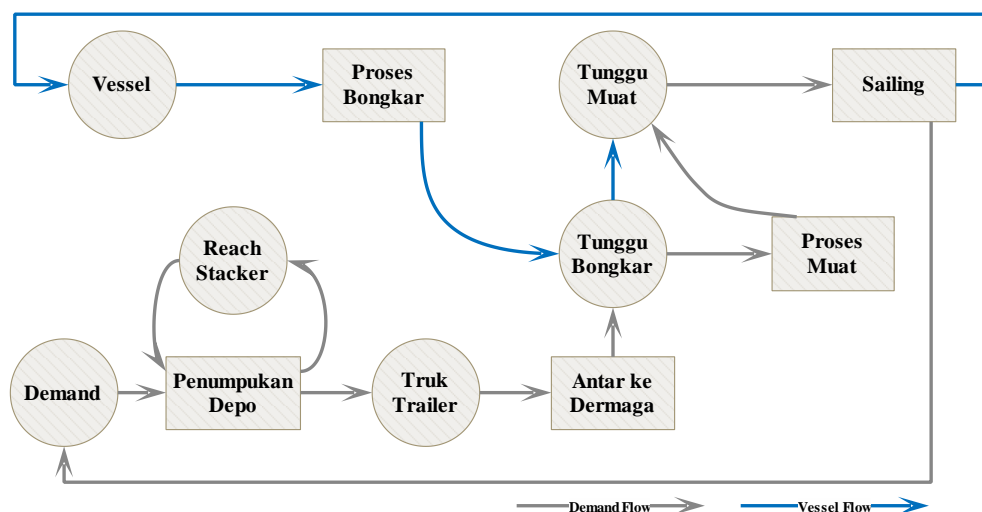 Vessel
Proses
Bongkar
Tunggu
Muat
Sailing
Reach
Stacker
Tunggu
Bongkar
Proses
Muat
Demand
Penumpukan
Depo
Truk
Trailer
Antar ke
Dermaga
Demand Flow
Vessel Flow